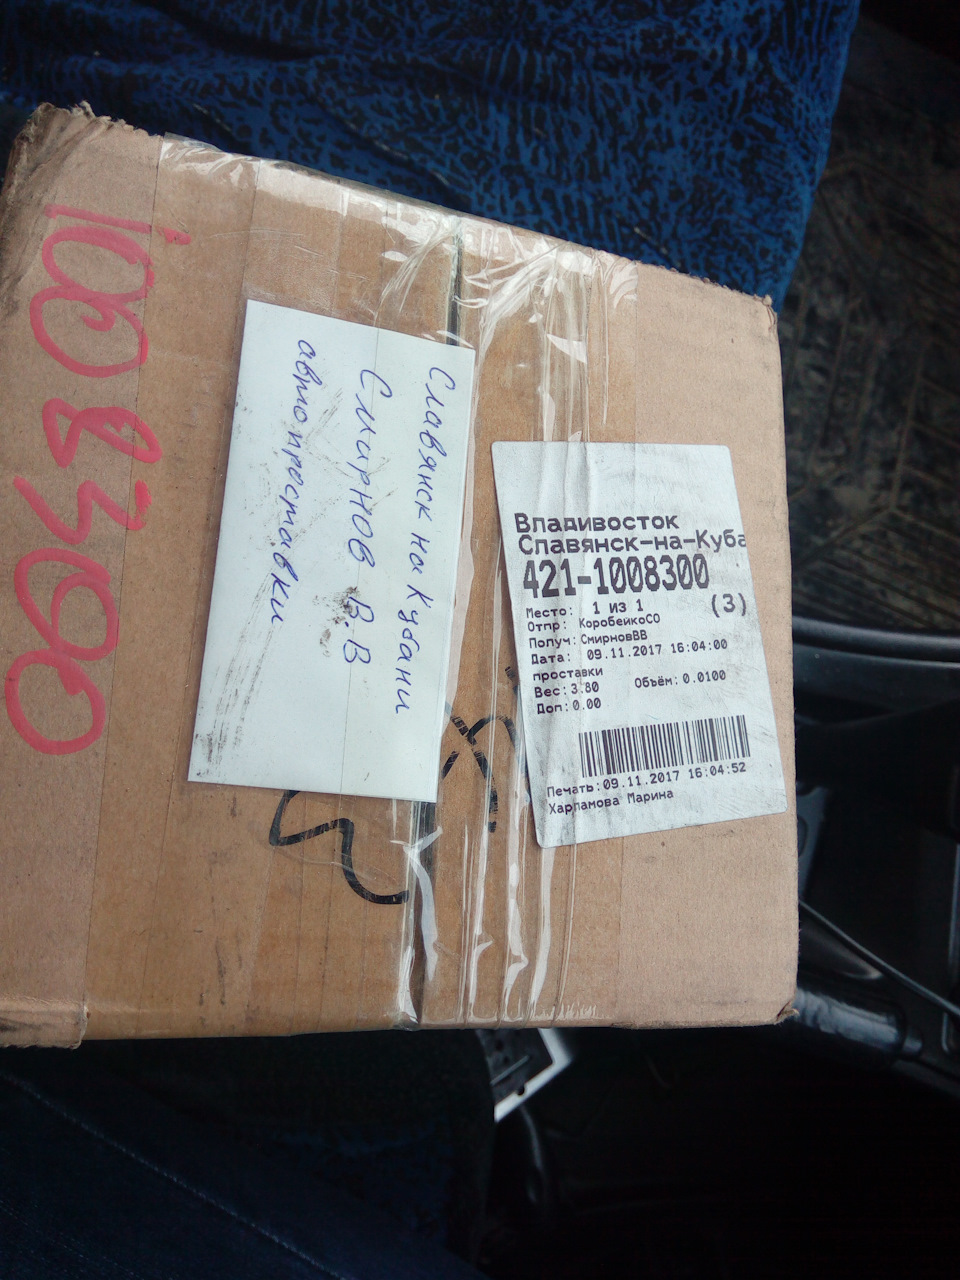 1008300
Славянск на Кубани
Смирнов В.В
автопроставки
Владивосток
Славянск-на-Куба
421-1008300
Место: 1 из 1 (3)
Отпр: КоробейкоСО
Получ: СмирновВВ
Дата: 09.11.2017 16:04:00
проставки
Вес: 3.80 Объём: 0.0100
Доп: 0.00
Печать: 09.11.2017 16:04:52
Харламова Марина